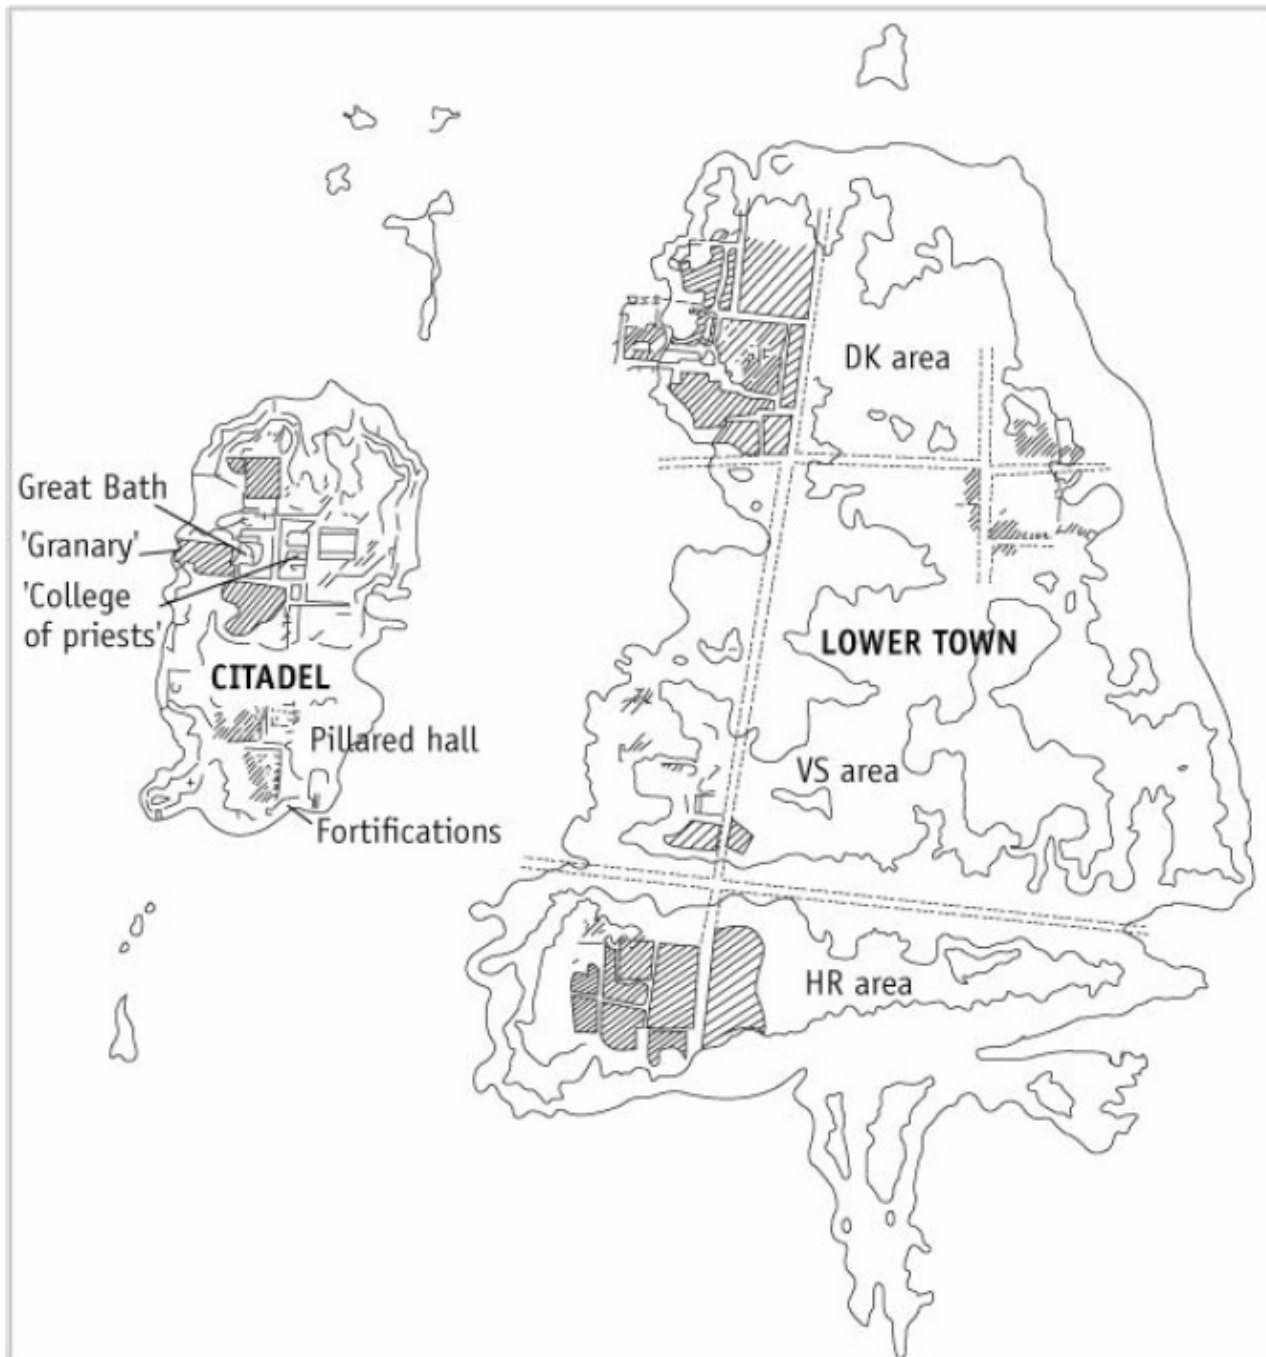 DK area
Great Bath
'Granary'
'College
of priests'
CITADEL
LOWER TOWN
Pillared hall
VS area
Fortifications
HR area